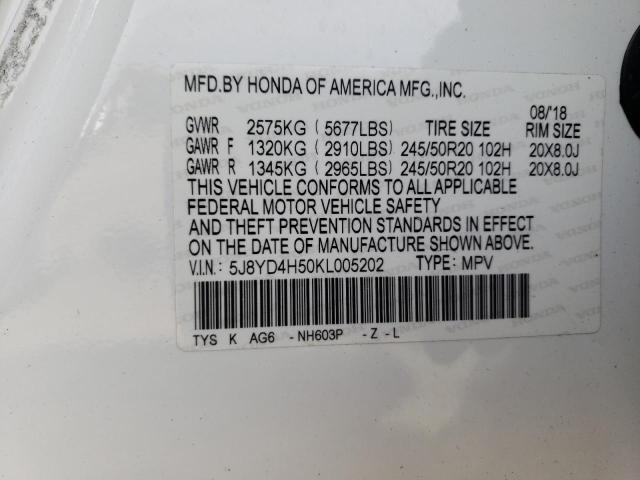 MFD.BY HONDA OF AMERICA MFG.,INC.
08/'18
GVWR 2575KG (5677LBS) TIRE SIZE RIM SIZE
GAWR F 1320KG (2910LBS) 245/50R20 102H 20X8.0J
GAWR R 1345KG (2965LBS) 245/50R20 102H 20X8.0J
THIS VEHICLE CONFORMS TO ALL APPLICABLE
FEDERAL MOTOR VEHICLE SAFETY
AND THEFT PREVENTION STANDARDS IN EFFECT
ON THE DATE OF MANUFACTURE SHOWN ABOVE.
V.I.N.: 5J8YD4H50KL005202 TYPE: MPV
TYS K AG6 -NH603P -Z -L